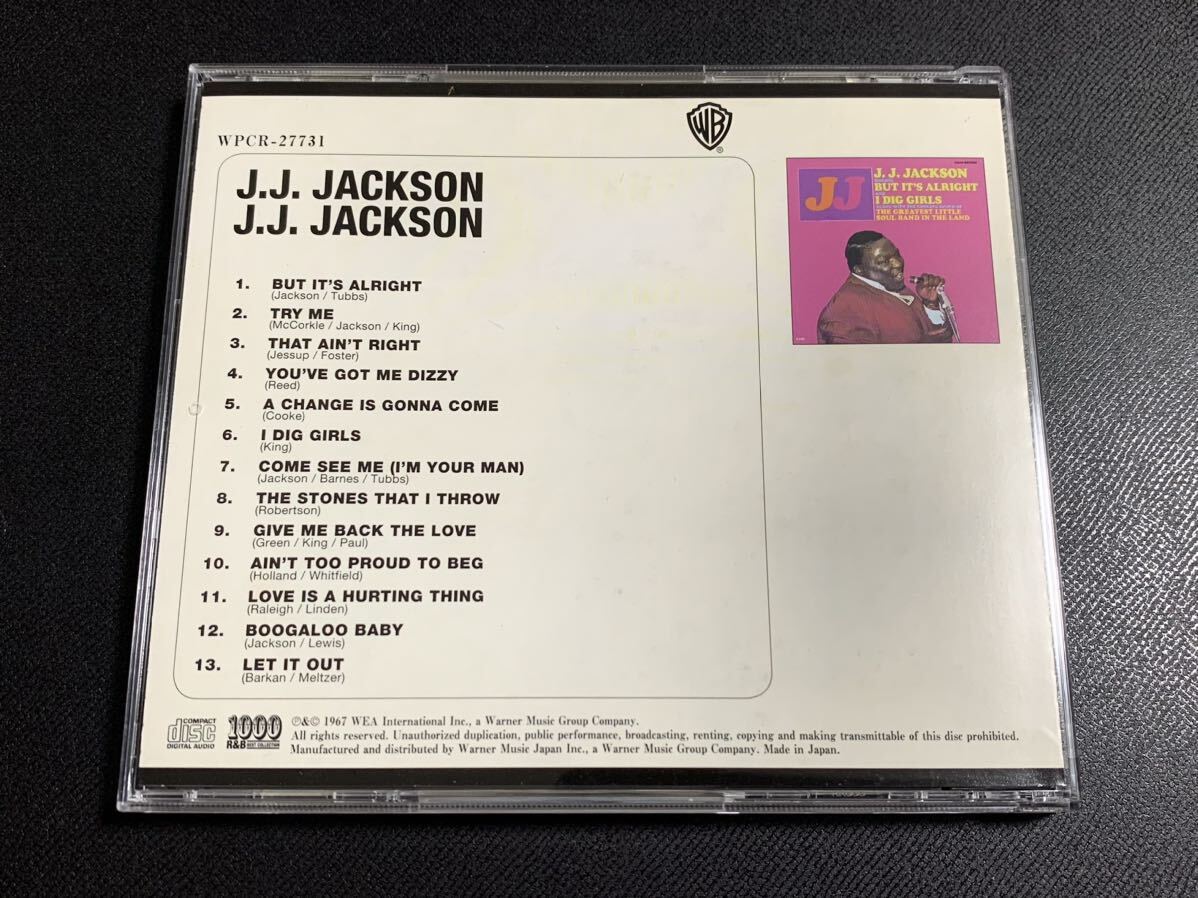 WPCR-27731
WB
J.J. JACKSON
J.J. JACKSON
1. BUT IT'S ALRIGHT
(Jackson / Tubbs)
2. TRY ME
(McCorkle / Jackson / King)
3. THAT AIN'T RIGHT
(Jessup / Foster)
4. YOU'VE GOT ME DIZZY
(Reed)
5. A CHANGE IS GONNA COME
(Cooke)
6. I DIG GIRLS
(King)
7. COME SEE ME (I'M YOUR MAN)
(Jackson / Barnes / Tubbs)
8. THE STONES THAT I THROW
(Robertson)
9. GIVE ME BACK THE LOVE
(Green / King / Paul)
10. AIN'T TOO PROUD TO BEG
(Holland / Whitfield)
11. LOVE IS A HURTING THING
(Raleigh / Linden)
12. BOOGALOO BABY
(Jackson / Lewis)
13. LET IT OUT
(Barkan / Meltzer)
JJ
J. J. JACKSON
BUT IT'S ALRIGHT
I DIG GIRLS
THE GREATEST LITTLE
SOUL BAND IN THE LAND
COMPACT
disc
DIGITAL AUDIO
1000
R&B BEST COLLECTION
℗&© 1967 WEA International Inc., a Warner Music Group Company.
All rights reserved. Unauthorized duplication, public performance, broadcasting, renting, copying and making transmittable of this disc prohibited.
Manufactured and distributed by Warner Music Japan Inc., a Warner Music Group Company. Made in Japan.